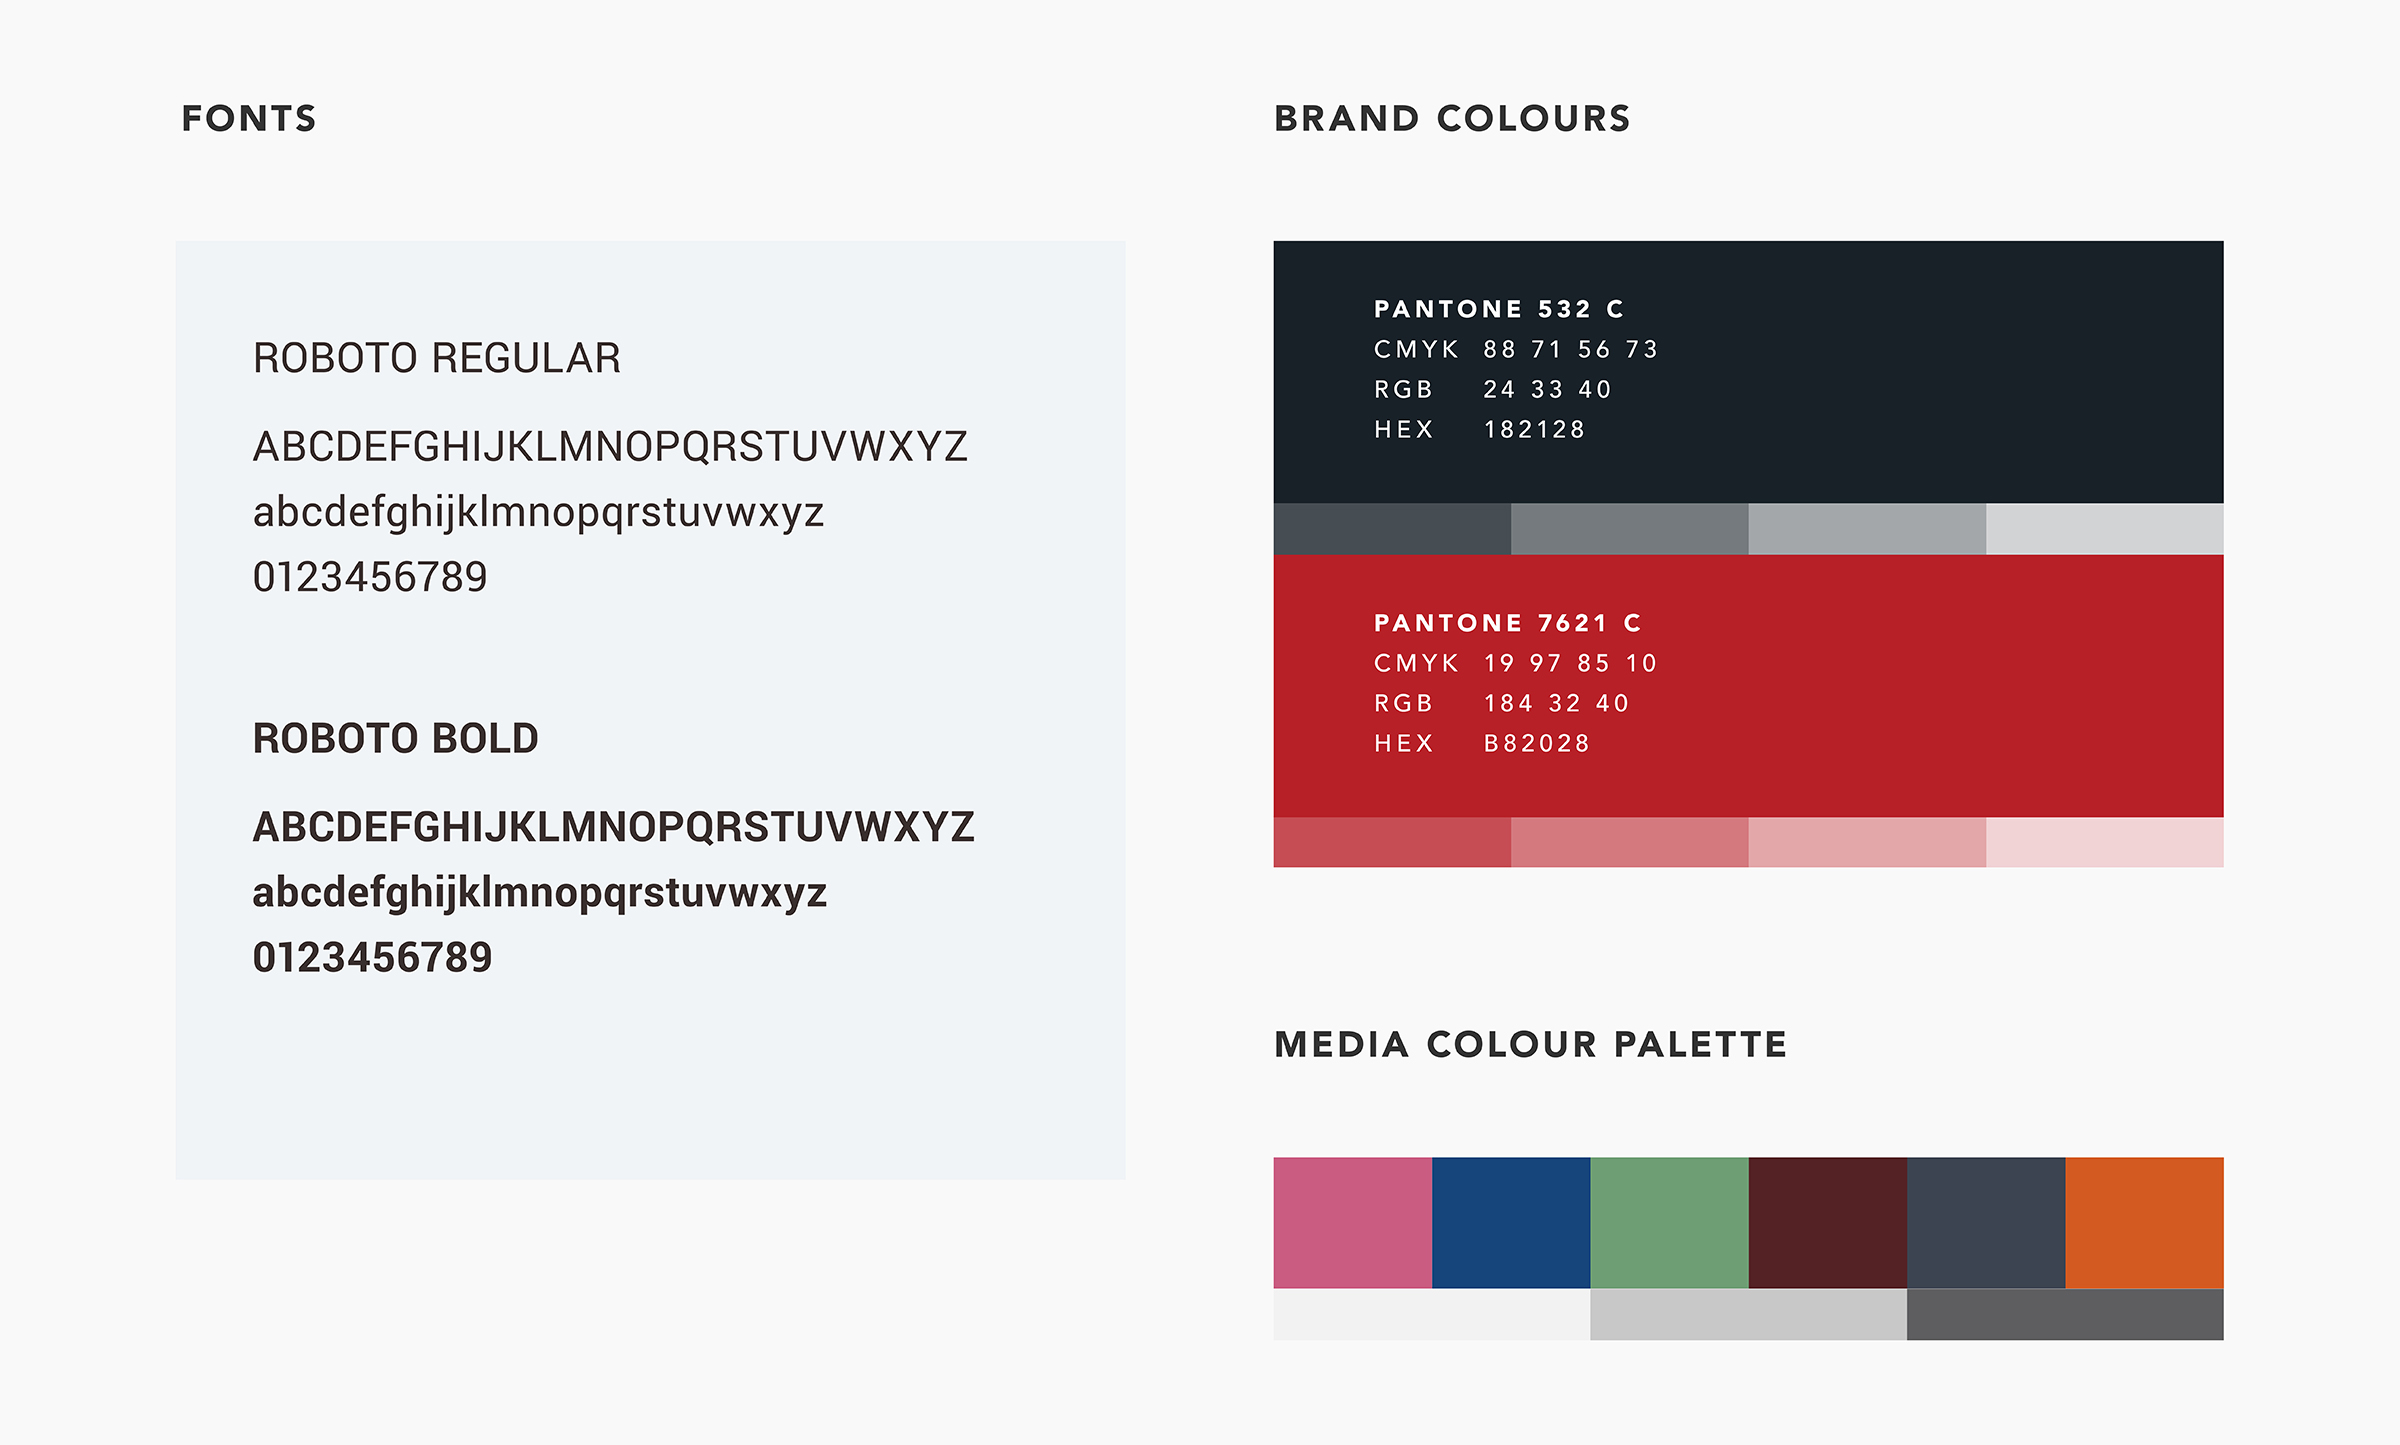 FONTS
ROBOTO REGULAR
ABCDEFGHIJKLMNOPQRSTUVWXYZ
abcdefghijklmnopqrstuvwxyz
0123456789
ROBOTO BOLD
ABCDEFGHIJKLMNOPQRSTUVWXYZ
abcdefghijklmnopqrstuvwxyz
0123456789
BRAND COLOURS
PANTONE 532 C
CMYK 88 71 56 73
RGB 24 33 40
HEX 182128
PANTONE 7621 C
CMYK 19 97 85 10
RGB 184 32 40
HEX B82028
MEDIA COLOUR PALETTE